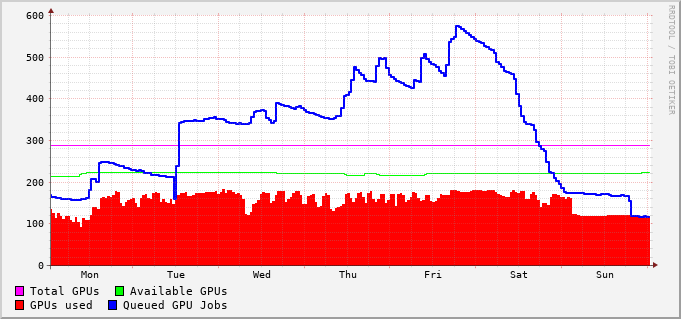 600
500
400
300
200
100
0
Mon Tue Wed Thu Fri Sat Sun
Total GPUs Available GPUs
GPUs used Queued GPU Jobs
RRDTOOL / TOBI OETIKER